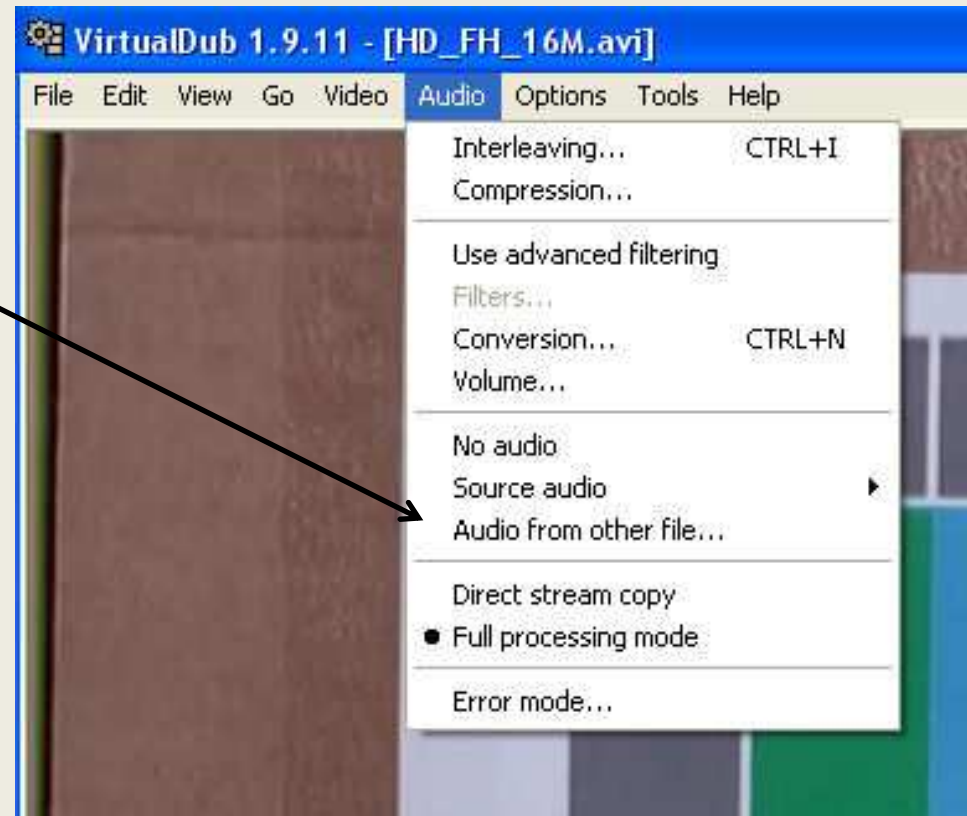 VirtualDub 1.9.11 - [HD_FH_16M.avi]
File Edit View Go Video Audio Options Tools Help
Interleaving... CTRL+I
Compression...
Use advanced filtering
Filters...
Conversion... CTRL+N
Volume...
No audio
Source audio
Audio from other file...
Direct stream copy
Full processing mode
Error mode...